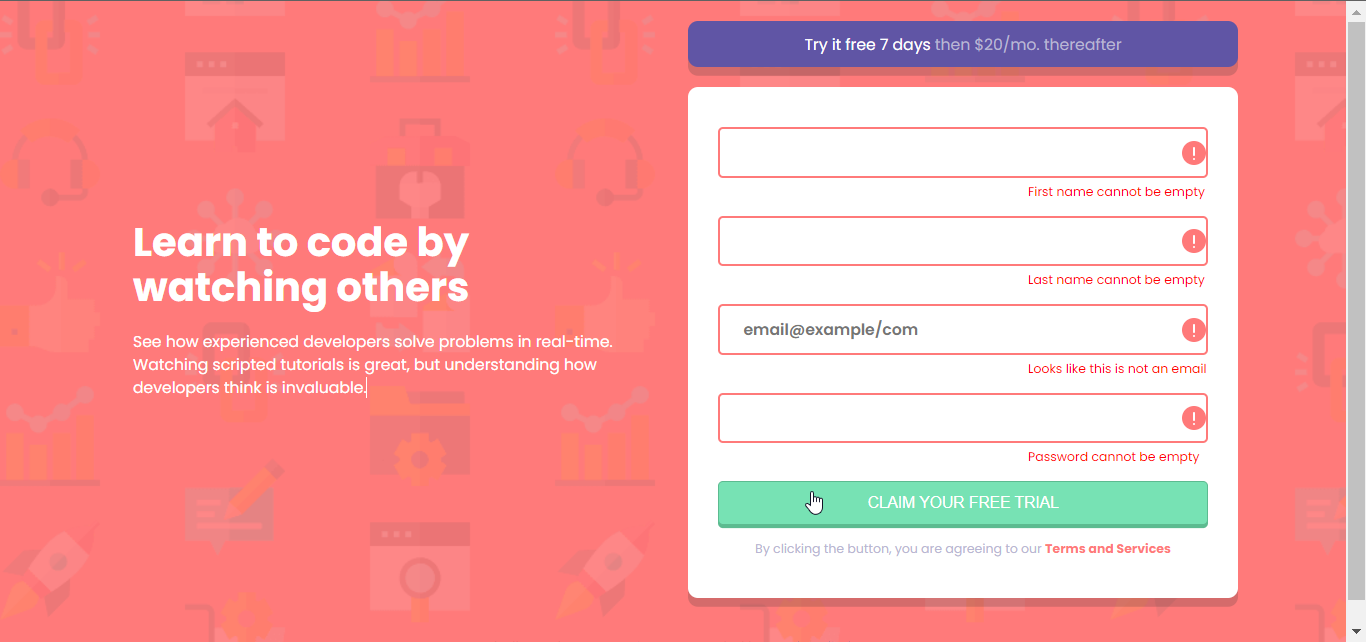 Try it free 7 days then $20/mo. thereafter
Learn to code by
watching others
See how experienced developers solve problems in real-time.
Watching scripted tutorials is great, but understanding how
developers think is invaluable.
First name cannot be empty
Last name cannot be empty
email@example/com
Looks like this is not an email
Password cannot be empty
CLAIM YOUR FREE TRIAL
By clicking the button, you are agreeing to our Terms and Services